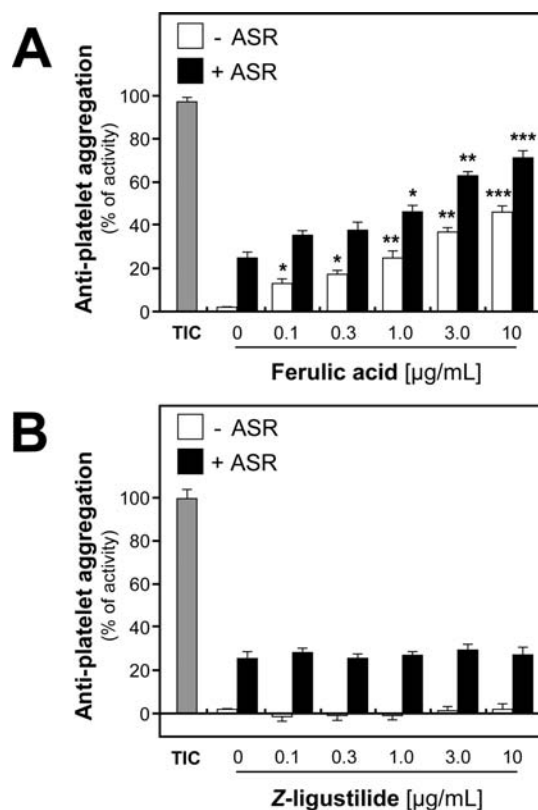 A
- ASR
+ ASR
Anti-platelet aggregation
(% of activity)
100
80
60
40
20
0
*
*
**
*
**
**
***
***
TIC 0 0.1 0.3 1.0 3.0 10
Ferulic acid [µg/mL]
B
- ASR
+ ASR
Anti-platelet aggregation
(% of activity)
100
80
60
40
20
0
TIC 0 0.1 0.3 1.0 3.0 10
Z-ligustilide [µg/mL]